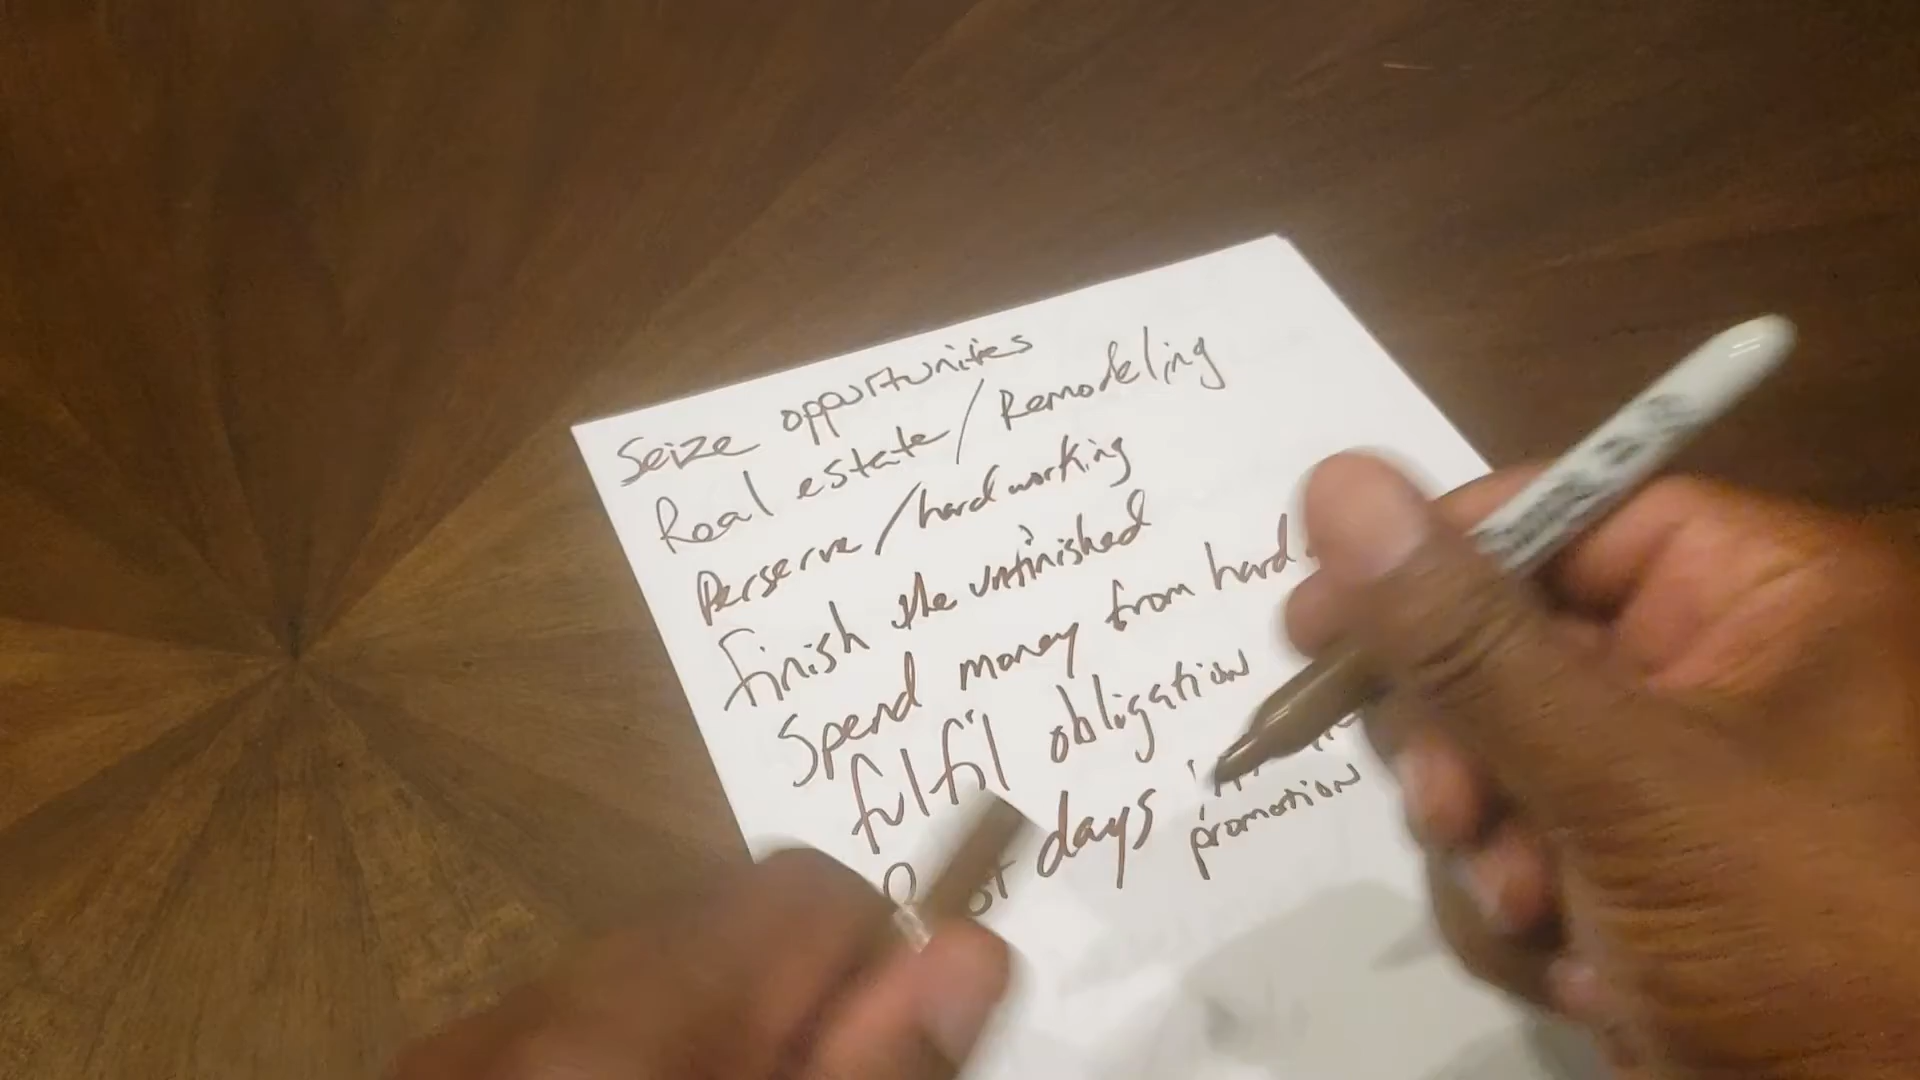 Seize opportunities
Real estate / Remodeling
Perserve / hard working
finish the unfinished
Spend money from hard
fulfil obligation
days
promotion